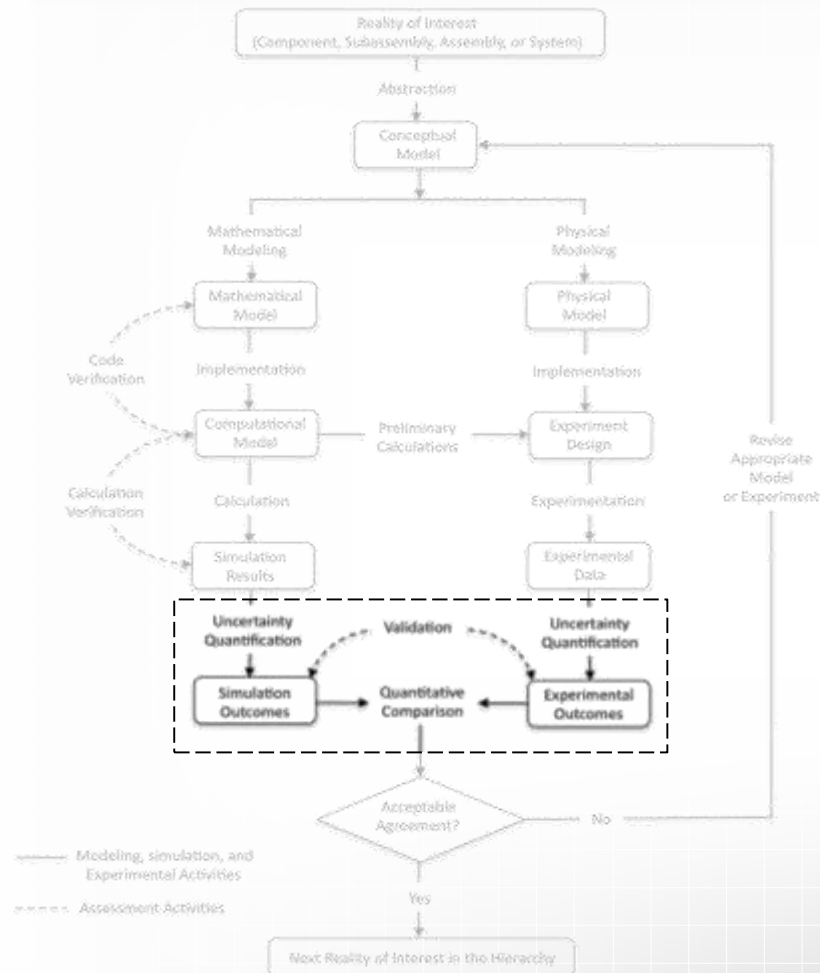 Reality of Interest
(Component, Subassembly, Assembly, or System)
Abstraction
Conceptual
Model
Mathematical
Modeling
Physical
Modeling
Mathematical
Model
Physical
Model
Code
Verification
Implementation
Implementation
Computational
Model
Preliminary
Calculations
Experiment
Design
Revise
Appropriate
Model
or Experiment
Calculation
Verification
Calculation
Experimentation
Simulation
Results
Experimental
Data
Uncertainty
Quantification
Validation
Uncertainty
Quantification
Simulation
Outcomes
Quantitative
Comparison
Experimental
Outcomes
Acceptable
Agreement?
No
Modeling, simulation, and
Experimental Activities
Yes
Assessment Activities
Next Reality of Interest in the Hierarchy